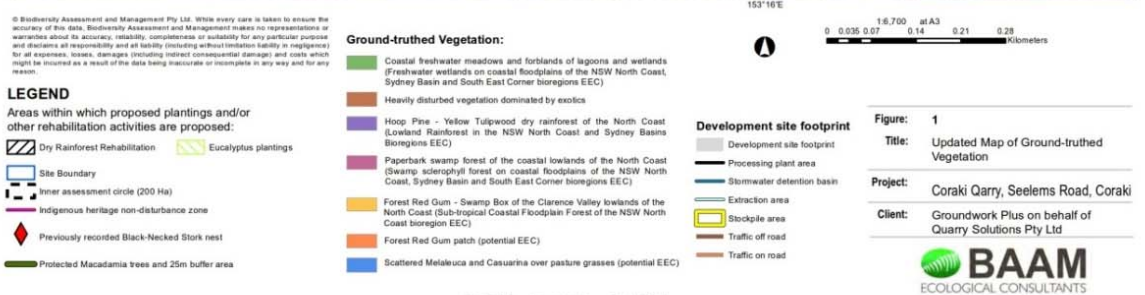 © Biodiversity Assessment and Management Pty Ltd. While every care is taken to ensure the
accuracy of this data, Biodiversity Assessment and Management makes no representations or
warranties about its accuracy, reliability, completeness or suitability for any particular purpose
and disclaims all responsibility and all liability (including without limitation liability in negligence)
for all expenses, losses, damages (including indirect consequential damage) and costs which
might be incurred as a result of the data being inaccurate or incomplete in any way and for any
reason.
LEGEND
Areas within which proposed plantings and/or
other rehabilitation activities are proposed:
Dry Rainforest Rehabilitation
Eucalyptus plantings
Site Boundary
Inner assessment circle (200 Ha)
Indigenous heritage non-disturbance zone
Previously recorded Black-Necked Stork nest
Protected Macadamia trees and 25m buffer area
Ground-truthed Vegetation:
Coastal freshwater meadows and forblands of lagoons and wetlands
(Freshwater wetlands on coastal floodplains of the NSW North Coast,
Sydney Basin and South East Corner bioregions EEC)
Heavily disturbed vegetation dominated by exotics
Hoop Pine - Yellow Tulipwood dry rainforest of the North Coast
(Lowland Rainforest in the NSW North Coast and Sydney Basins
Bioregions EEC)
Paperbark swamp forest of the coastal lowlands of the North Coast
(Swamp sclerophyll forest on coastal floodplains of the NSW North
Coast, Sydney Basin and South East Corner bioregions EEC)
Forest Red Gum - Swamp Box of the Clarence Valley lowlands of the
North Coast (Sub-tropical Coastal Floodplain Forest of the NSW North
Coast bioregion EEC)
Forest Red Gum patch (potential EEC)
Scattered Melaleuca and Casuarina over pasture grasses (potential EEC)
153°16'E
1:6,700 at A3
0 0.035 0.07 0.14 0.21 0.28
Kilometers
Development site footprint
Development site footprint
Processing plant area
Stormwater detention basin
Extraction area
Stockpile area
Traffic off road
Traffic on road
Figure: 1
Title: Updated Map of Ground-truthed
Vegetation
Project: Coraki Qarry, Seelems Road, Coraki
Client: Groundwork Plus on behalf of
Quarry Solutions Pty Ltd
BAAM
ECOLOGICAL CONSULTANTS